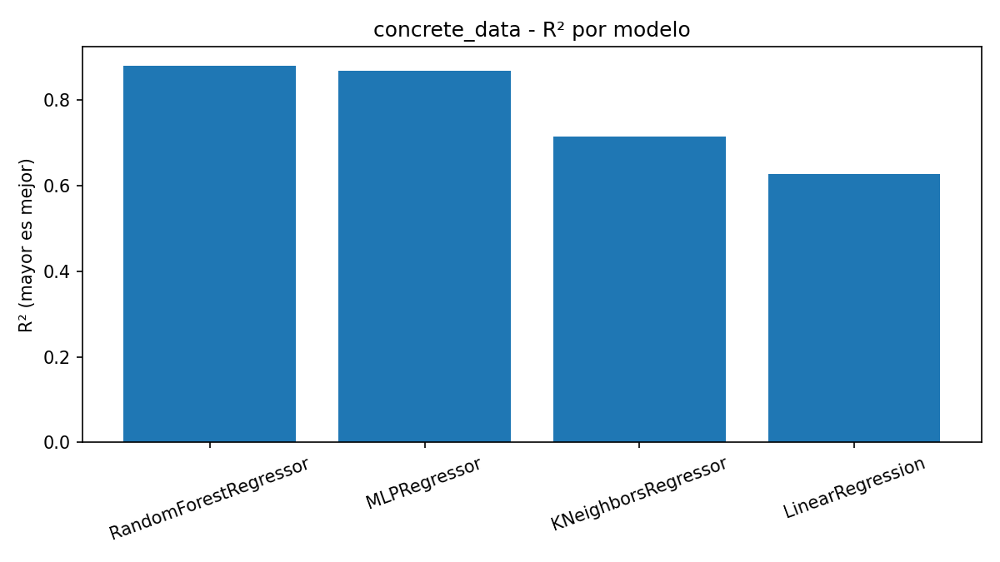 concrete_data - R² por modelo
R² (mayor es mejor)
0.8
0.6
0.4
0.2
0.0
RandomForestRegressor
MLPRegressor
KNeighborsRegressor
LinearRegression